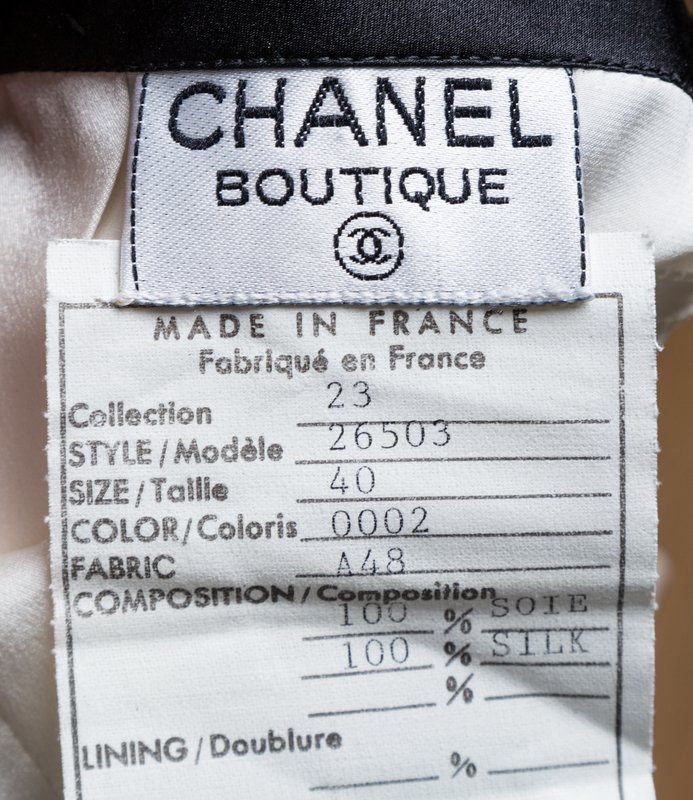 CHANEL
BOUTIQUE
MADE IN FRANCE
Fabriqué en France
Collection 23
STYLE/Modèle 26503
SIZE/Taille 40
COLOR/Coloris 0002
FABRIC A48
COMPOSITION/Composition
100 % SOIE
100 % SILK
%
LINING/Doublure
%